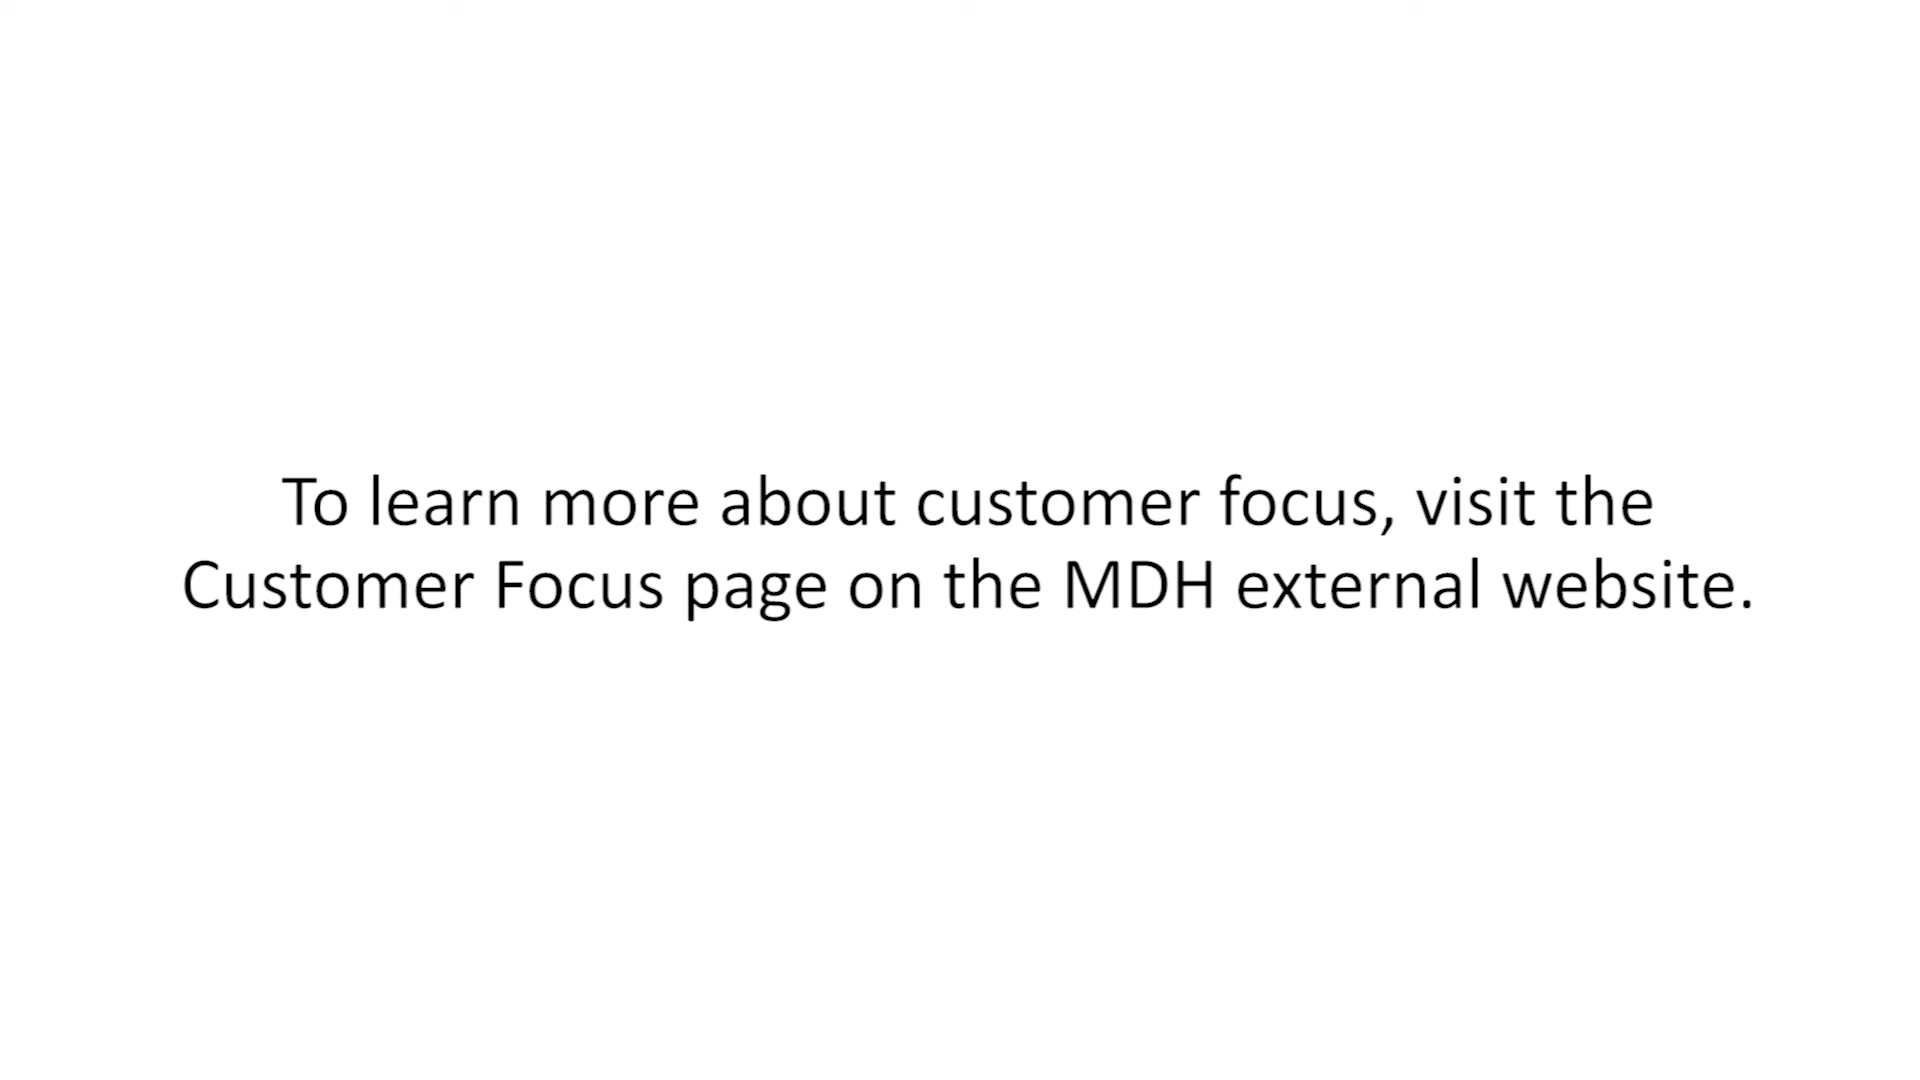 To learn more about customer focus, visit the
Customer Focus page on the MDH external website.